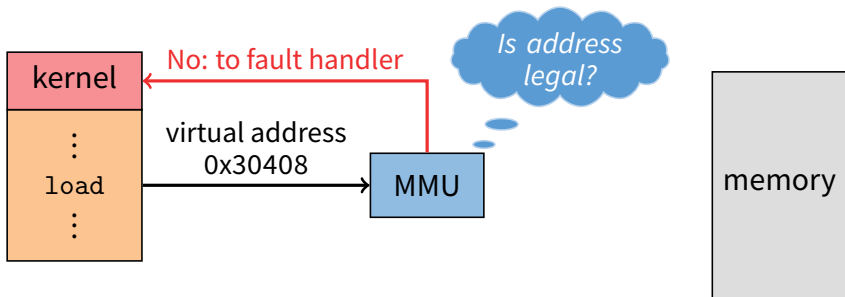 Is address
legal?
No: to fault handler
kernel
virtual address
0x30408
⋮
load
⋮
MMU
memory